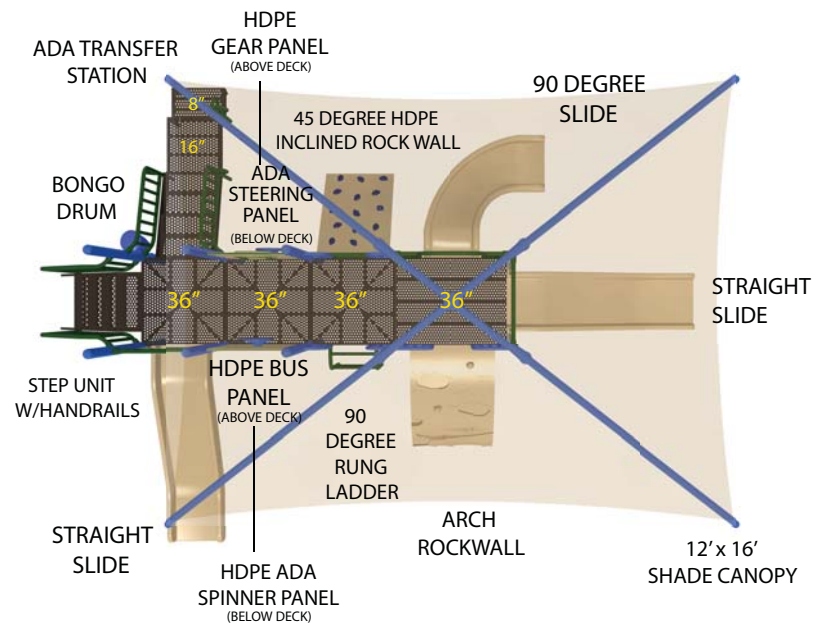 HDPE
GEAR PANEL
(ABOVE DECK)
ADA TRANSFER
STATION
8”
16”
45 DEGREE HDPE
INCLINED ROCK WALL
90 DEGREE
SLIDE
BONGO
DRUM
ADA
STEERING
PANEL
(BELOW DECK)
36”
36”
36”
36”
STRAIGHT
SLIDE
STEP UNIT
W/HANDRAILS
HDPE BUS
PANEL
(ABOVE DECK)
90
DEGREE
RUNG
LADDER
ARCH
ROCKWALL
STRAIGHT
SLIDE
HDPE ADA
SPINNER PANEL
(BELOW DECK)
12’ x 16’
SHADE CANOPY